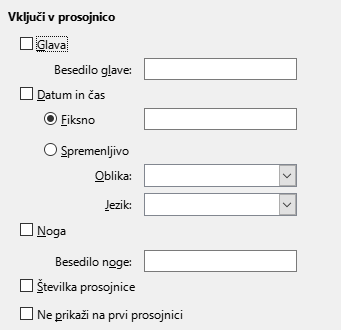 Vključi v prosojnico
Glava
Besedilo glave:
Datum in čas
Fiksno
Spremenljivo
Oblika:
Jezik:
Noga
Besedilo noge:
Številka prosojnice
Ne prikaži na prvi prosojnici